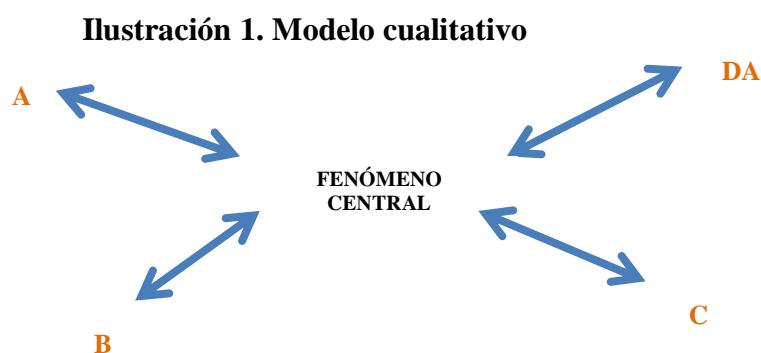 Ilustración 1. Modelo cualitativo
A
DA
FENÓMENO
CENTRAL
B
C